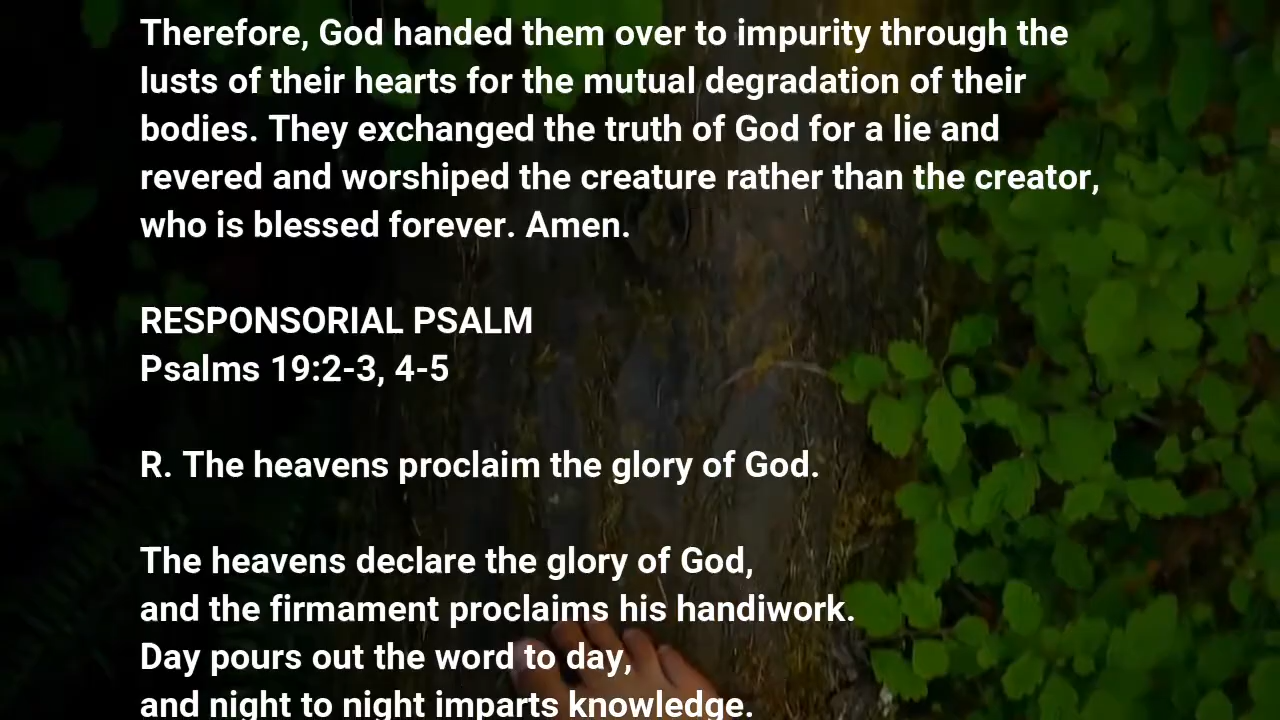 Therefore, God handed them over to impurity through the
lusts of their hearts for the mutual degradation of their
bodies. They exchanged the truth of God for a lie and
revered and worshiped the creature rather than the creator,
who is blessed forever. Amen.
RESPONSORIAL PSALM
Psalms 19:2-3, 4-5
R. The heavens proclaim the glory of God.
The heavens declare the glory of God,
and the firmament proclaims his handiwork.
Day pours out the word to day,
and night to night imparts knowledge.